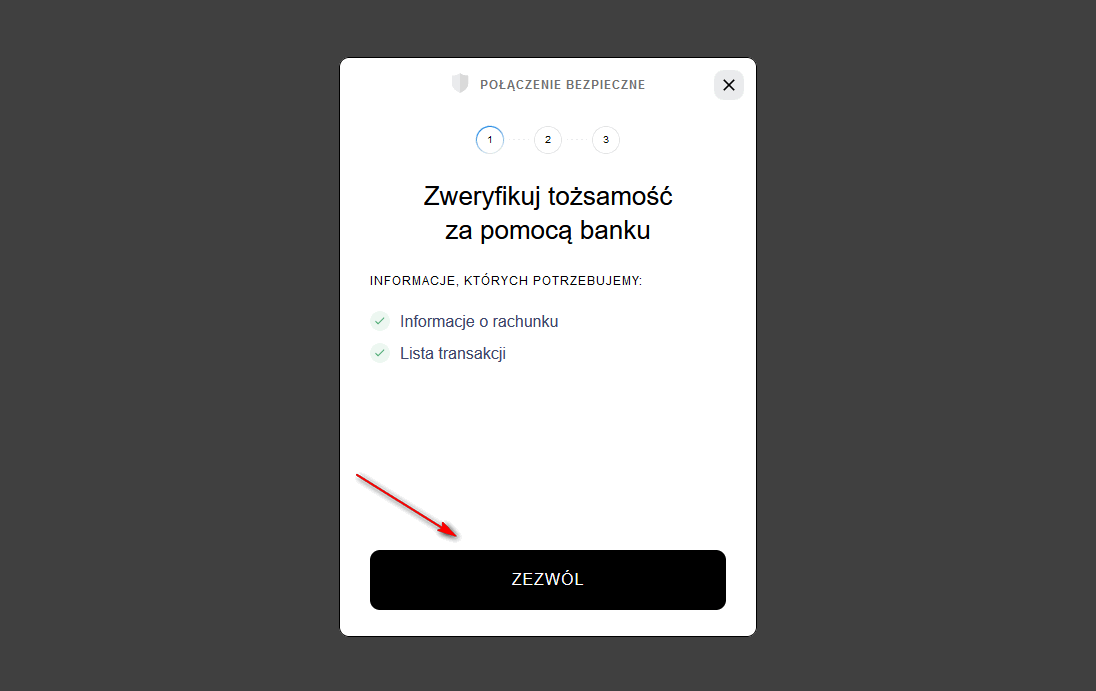 POŁĄCZENIE BEZPIECZNE
1
2
3
Zweryfikuj tożsamość
za pomocą banku
INFORMACJE, KTÓRYCH POTRZEBUJEMY:
Informacje o rachunku
Lista transakcji
ZEZWÓL